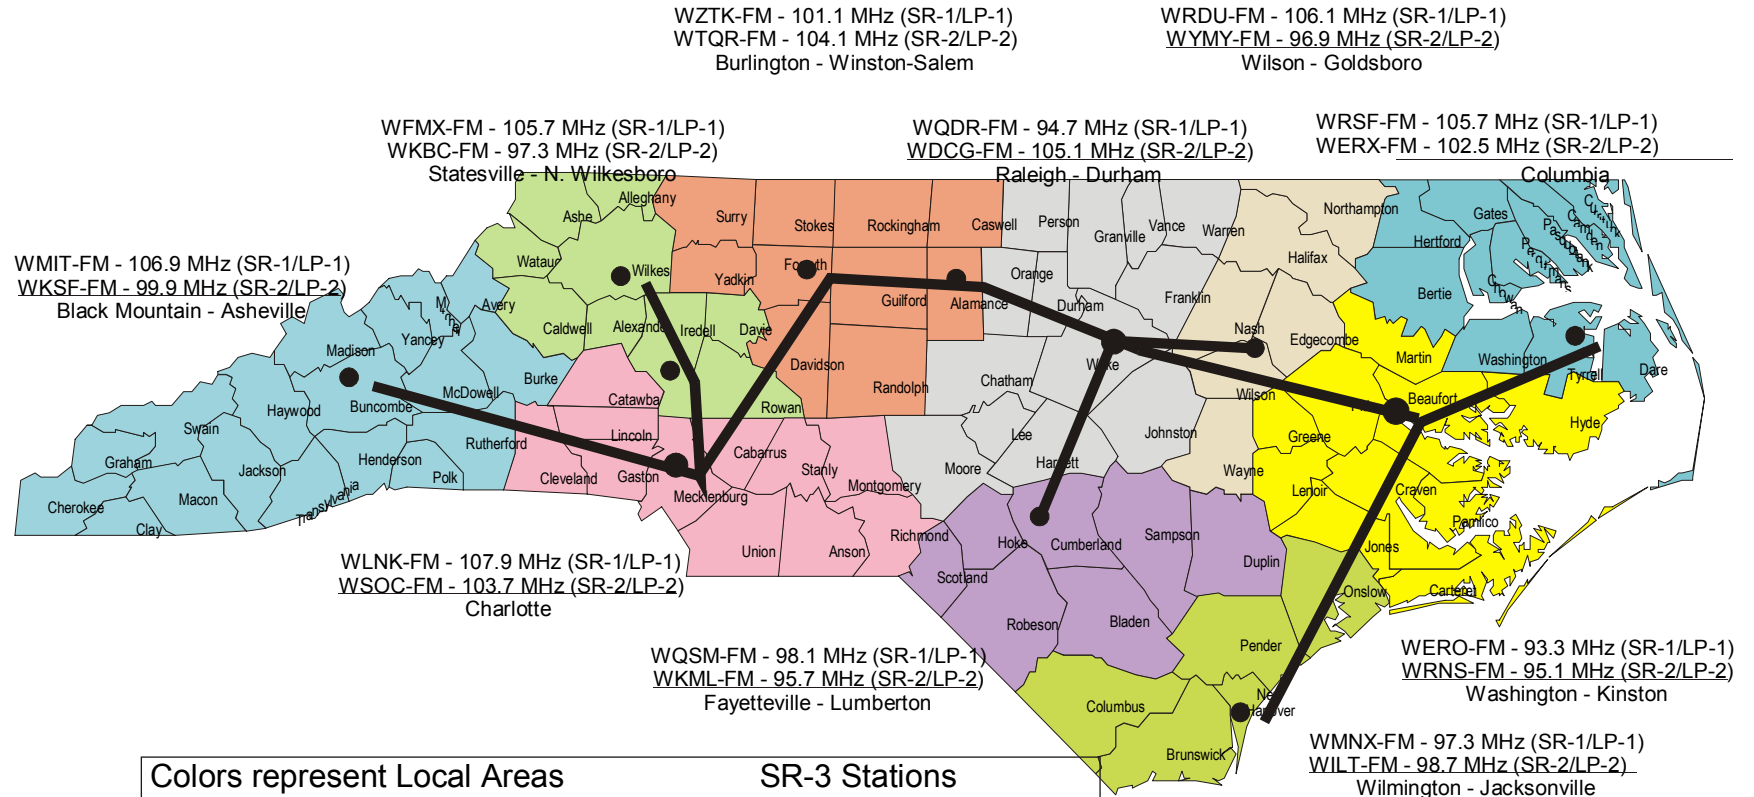 WZTK-FM - 101.1 MHz (SR-1/LP-1)
WTQR-FM - 104.1 MHz (SR-2/LP-2)
Burlington - Winston-Salem
WRDU-FM - 106.1 MHz (SR-1/LP-1)
WYMY-FM - 96.9 MHz (SR-2/LP-2)
Wilson - Goldsboro
WFMX-FM - 105.7 MHz (SR-1/LP-1)
WKBC-FM - 97.3 MHz (SR-2/LP-2)
Statesville - N. Wilkesboro
WQDR-FM - 94.7 MHz (SR-1/LP-1)
WDCG-FM - 105.1 MHz (SR-2/LP-2)
Raleigh - Durham
WRSF-FM - 105.7 MHz (SR-1/LP-1)
WERX-FM - 102.5 MHz (SR-2/LP-2)
Columbia
WMIT-FM - 106.9 MHz (SR-1/LP-1)
WKSF-FM - 99.9 MHz (SR-2/LP-2)
Black Mountain - Asheville
Alleghany
Ashe
Surry
Stokes
Rockingham
Caswell
Person
Granville
Vance
Warren
Northampton
Hertford
Gates
Halifax
Bertie
Wilkes
Yadkin
Guilford
Alamance
Orange
Durham
Franklin
Nash
Edgecombe
Martin
Washington
Tyrrell
Dare
Avery
Caldwell
Iredell
Davie
Davidson
Randolph
Chatham
Wilson
Beaufort
Hyde
Madison
Yancey
McDowell
Burke
Catawba
Rowan
Buncombe
Haywood
Swain
Graham
Jackson
Macon
Cherokee
Clay
Transylvania
Henderson
Polk
Rutherford
Cleveland
Lincoln
Gaston
Mecklenburg
Cabarrus
Stanly
Montgomery
Union
Anson
Richmond
Moore
Lee
Harnett
Johnston
Wayne
Greene
Lenoir
Craven
Pamlico
Jones
Carteret
Onslow
Hoke
Cumberland
Sampson
Duplin
Scotland
Robeson
Bladen
Pender
Columbus
Brunswick
WLNK-FM - 107.9 MHz (SR-1/LP-1)
WSOC-FM - 103.7 MHz (SR-2/LP-2)
Charlotte
WQSM-FM - 98.1 MHz (SR-1/LP-1)
WKML-FM - 95.7 MHz (SR-2/LP-2)
Fayetteville - Lumberton
WERO-FM - 93.3 MHz (SR-1/LP-1)
WRNS-FM - 95.1 MHz (SR-2/LP-2)
Washington - Kinston
WMNX-FM - 97.3 MHz (SR-1/LP-1)
WILT-FM - 98.7 MHz (SR-2/LP-2)
Wilmington - Jacksonville
Colors represent Local Areas
SR-3 Stations